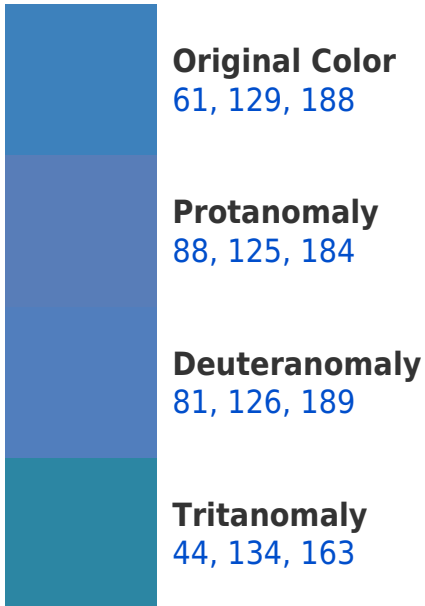 Original Color
61, 129, 188
Protanomaly
88, 125, 184
Deuteranomaly
81, 126, 189
Tritanomaly
44, 134, 163